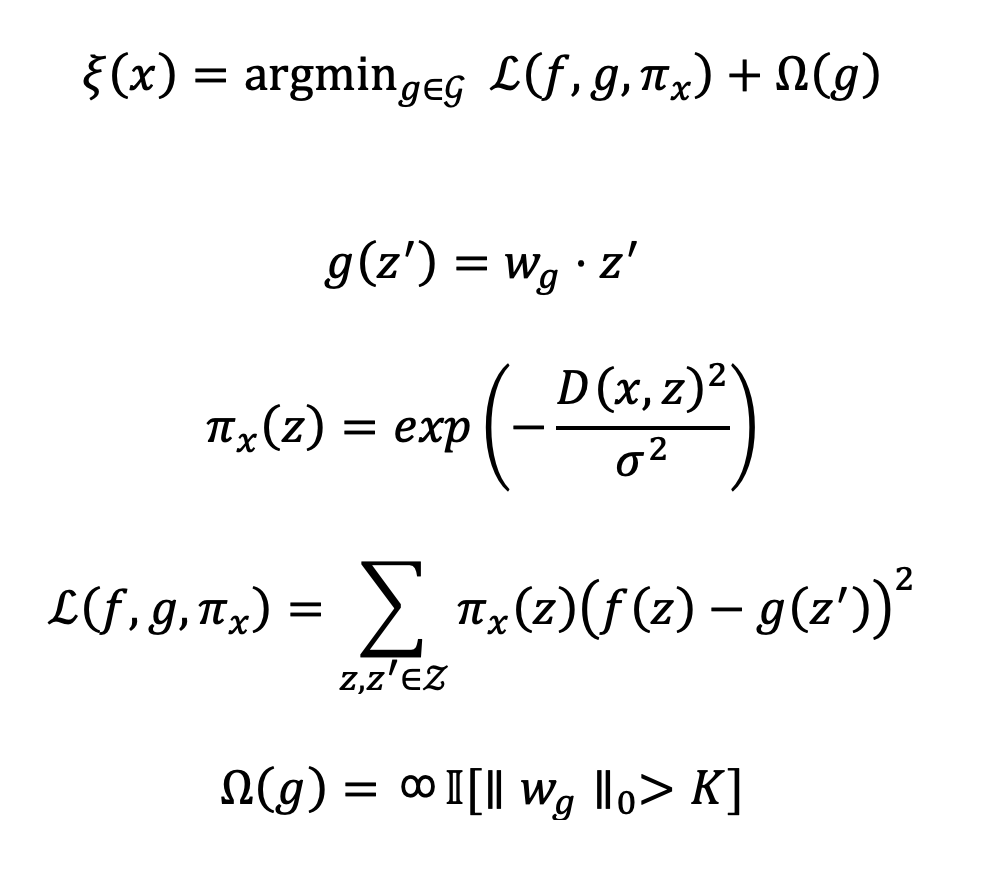 ξ(x) = argmin_{g∈𝒢} ℒ(f, g, π_x) + Ω(g)
g(z′) = w_g · z′
π_x(z) = exp(−D(x, z)²/σ²)
ℒ(f, g, π_x) = ∑_{z,z′∈𝒵} π_x(z)(f(z) − g(z′))²
Ω(g) = ∞ 𝕀[‖ w_g ‖₀> K]